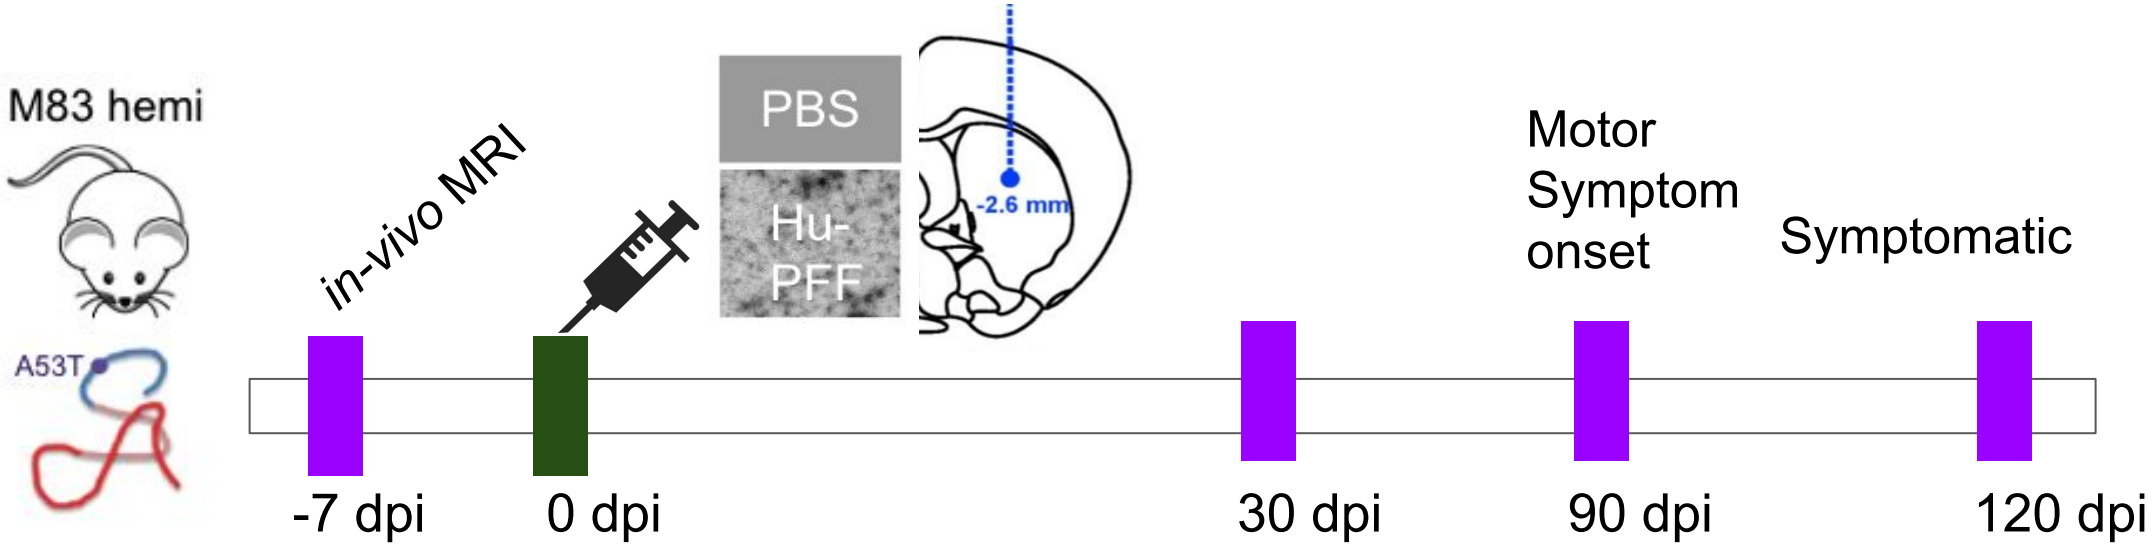 M83 hemi
A53T
in-vivo MRI
PBS
Hu-
PFF
-2.6 mm
Motor
Symptom
onset
Symptomatic
-7 dpi
0 dpi
30 dpi
90 dpi
120 dpi